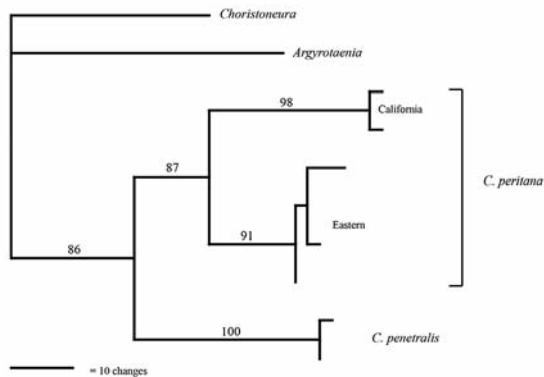 Choristoneura
Argyrotaenia
98
California
87
C. peritana
Eastern
91
86
100
C. penetralis
= 10 changes